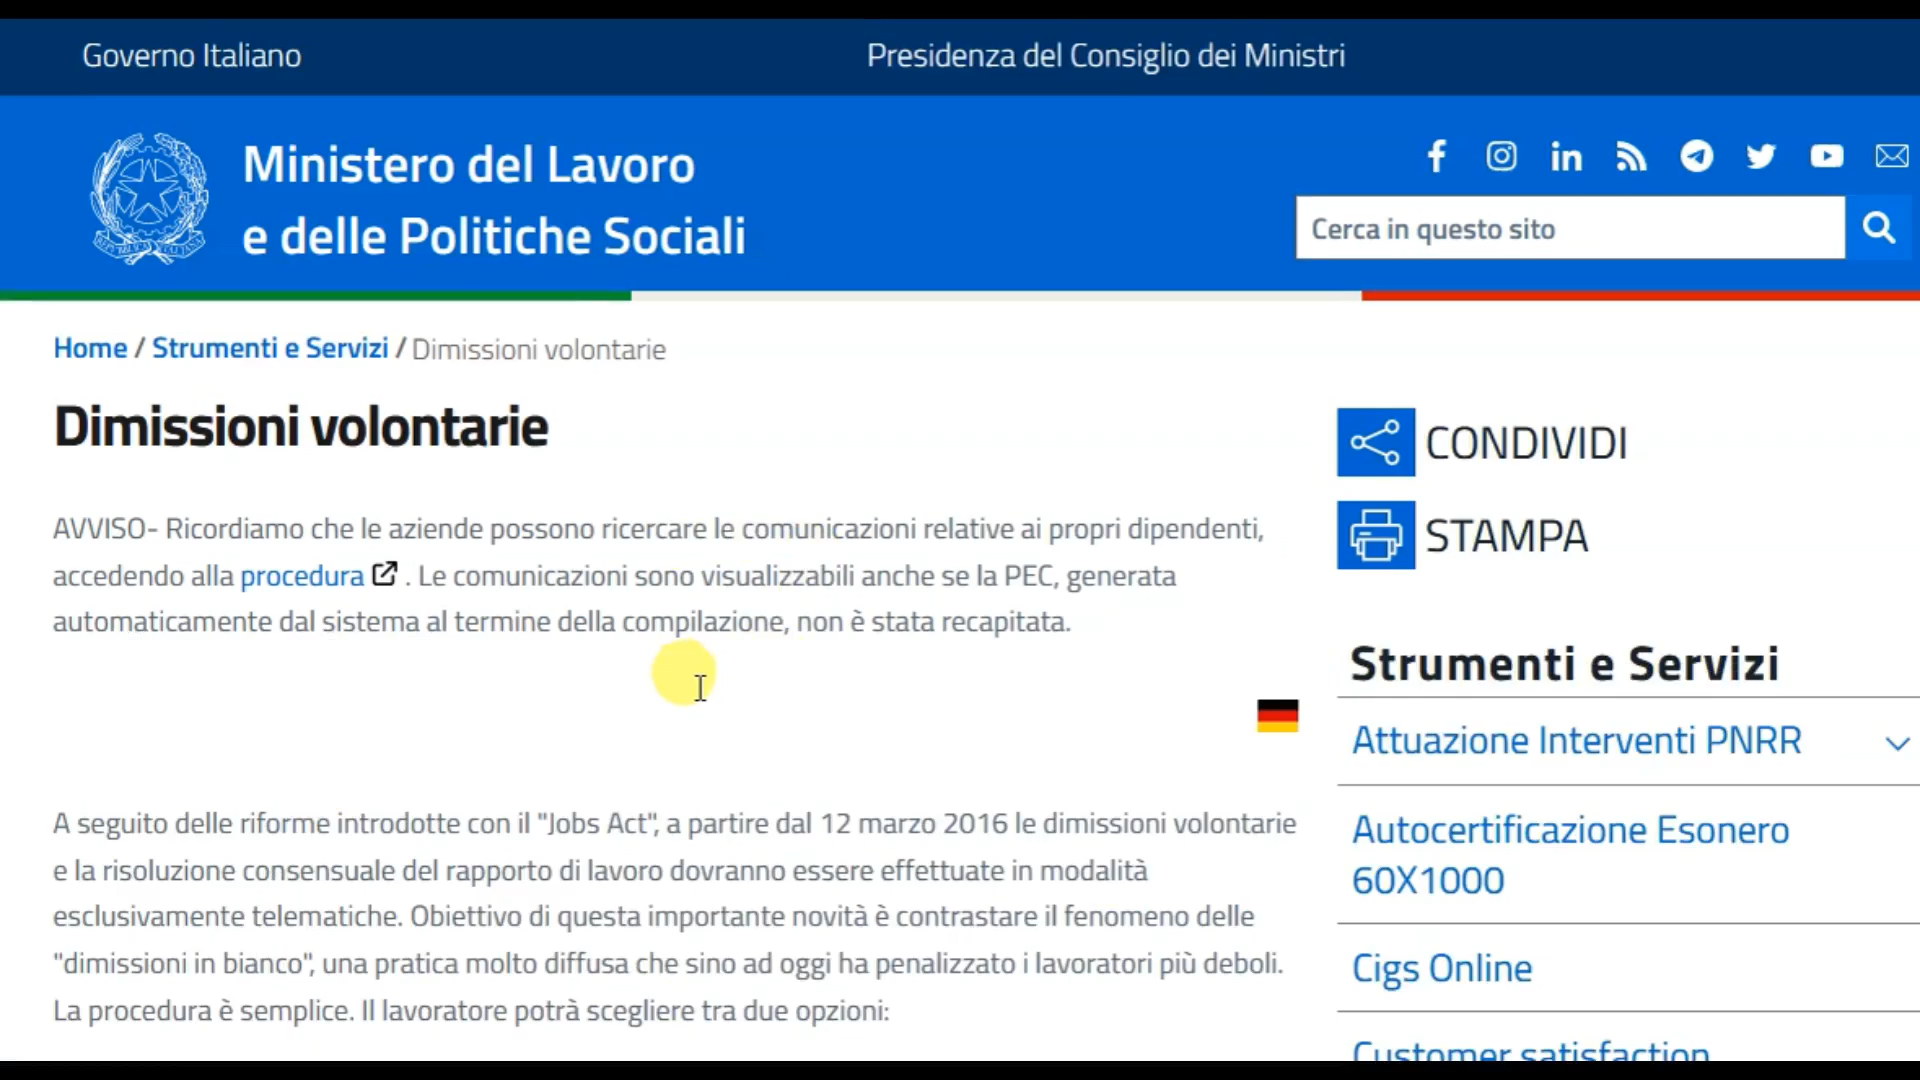 Governo Italiano
Presidenza del Consiglio dei Ministri
Ministero del Lavoro
e delle Politiche Sociali
Cerca in questo sito
Home / Strumenti e Servizi / Dimissioni volontarie
Dimissioni volontarie
AVVISO- Ricordiamo che le aziende possono ricercare le comunicazioni relative ai propri dipendenti,
accedendo alla procedura . Le comunicazioni sono visualizzabili anche se la PEC, generata
automaticamente dal sistema al termine della compilazione, non è stata recapitata.
A seguito delle riforme introdotte con il "Jobs Act", a partire dal 12 marzo 2016 le dimissioni volontarie
e la risoluzione consensuale del rapporto di lavoro dovranno essere effettuate in modalità
esclusivamente telematiche. Obiettivo di questa importante novità è contrastare il fenomeno delle
"dimissioni in bianco", una pratica molto diffusa che sino ad oggi ha penalizzato i lavoratori più deboli.
La procedura è semplice. Il lavoratore potrà scegliere tra due opzioni:
CONDIVIDI
STAMPA
Strumenti e Servizi
Attuazione Interventi PNRR
Autocertificazione Esonero
60X1000
Cigs Online
Customer satisfaction